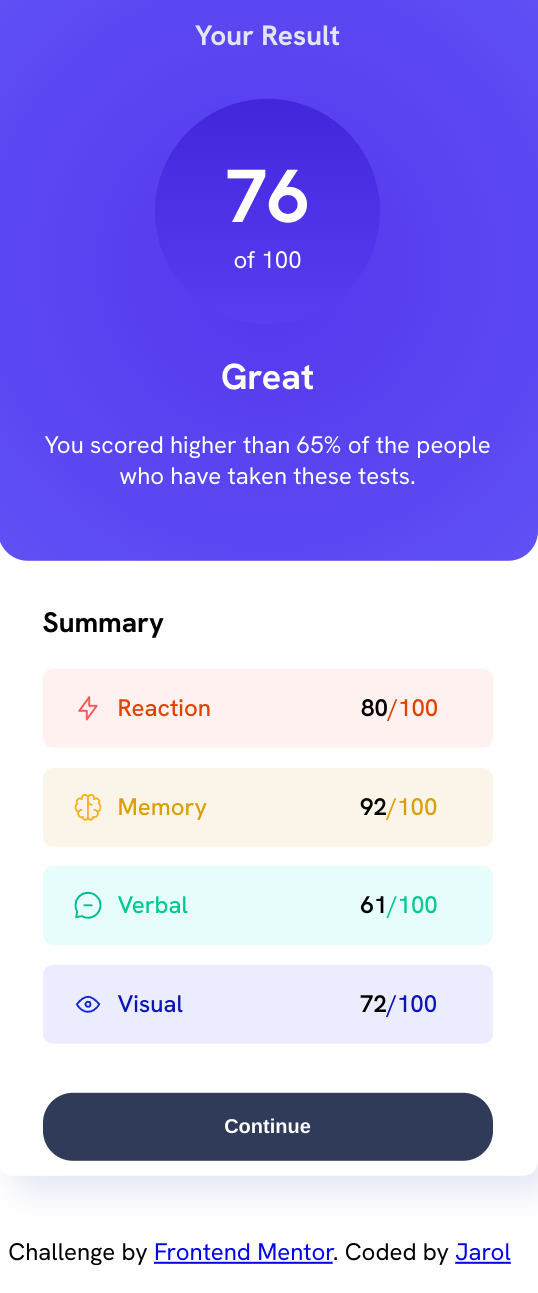 Your Result
76
of 100
Great
You scored higher than 65% of the people
who have taken these tests.
Summary
Reaction 80/100
Memory 92/100
Verbal 61/100
Visual 72/100
Continue
Challenge by Frontend Mentor. Coded by Jarol